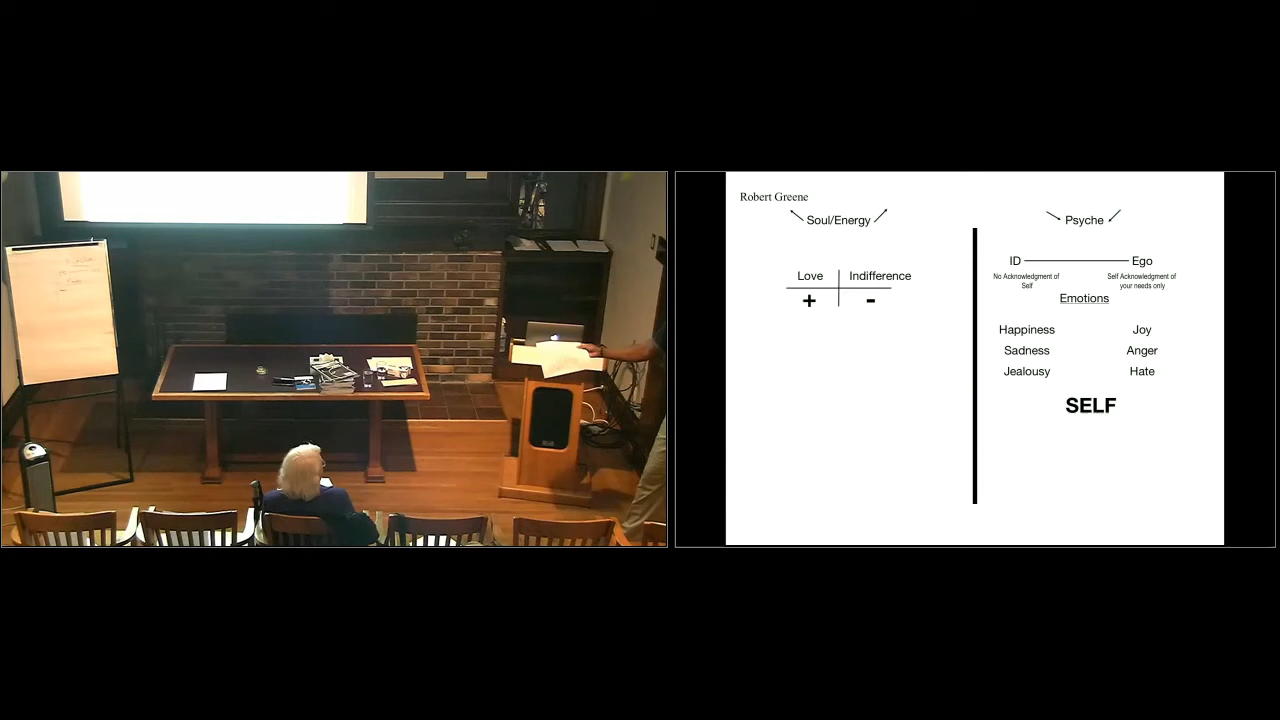 Robert Greene
Soul/Energy
Love Indifference
+ -
Psyche
ID Ego
No Acknowledgment of
Self
Self Acknowledgment of
your needs only
Emotions
Happiness Joy
Sadness Anger
Jealousy Hate
SELF